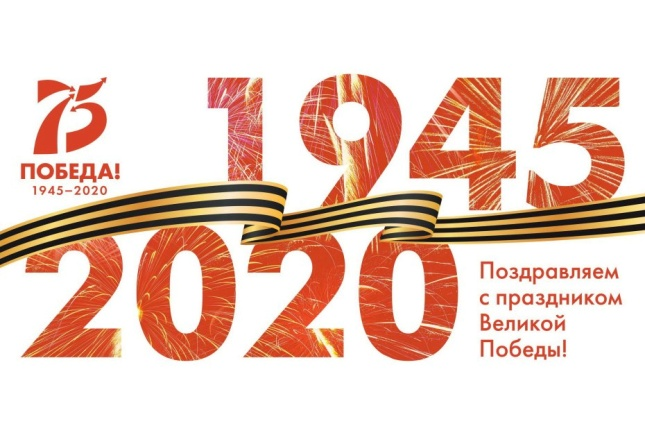 75
ПОБЕДА!
1945–2020
1945
2020
Поздравляем
с праздником
Великой
Победы!